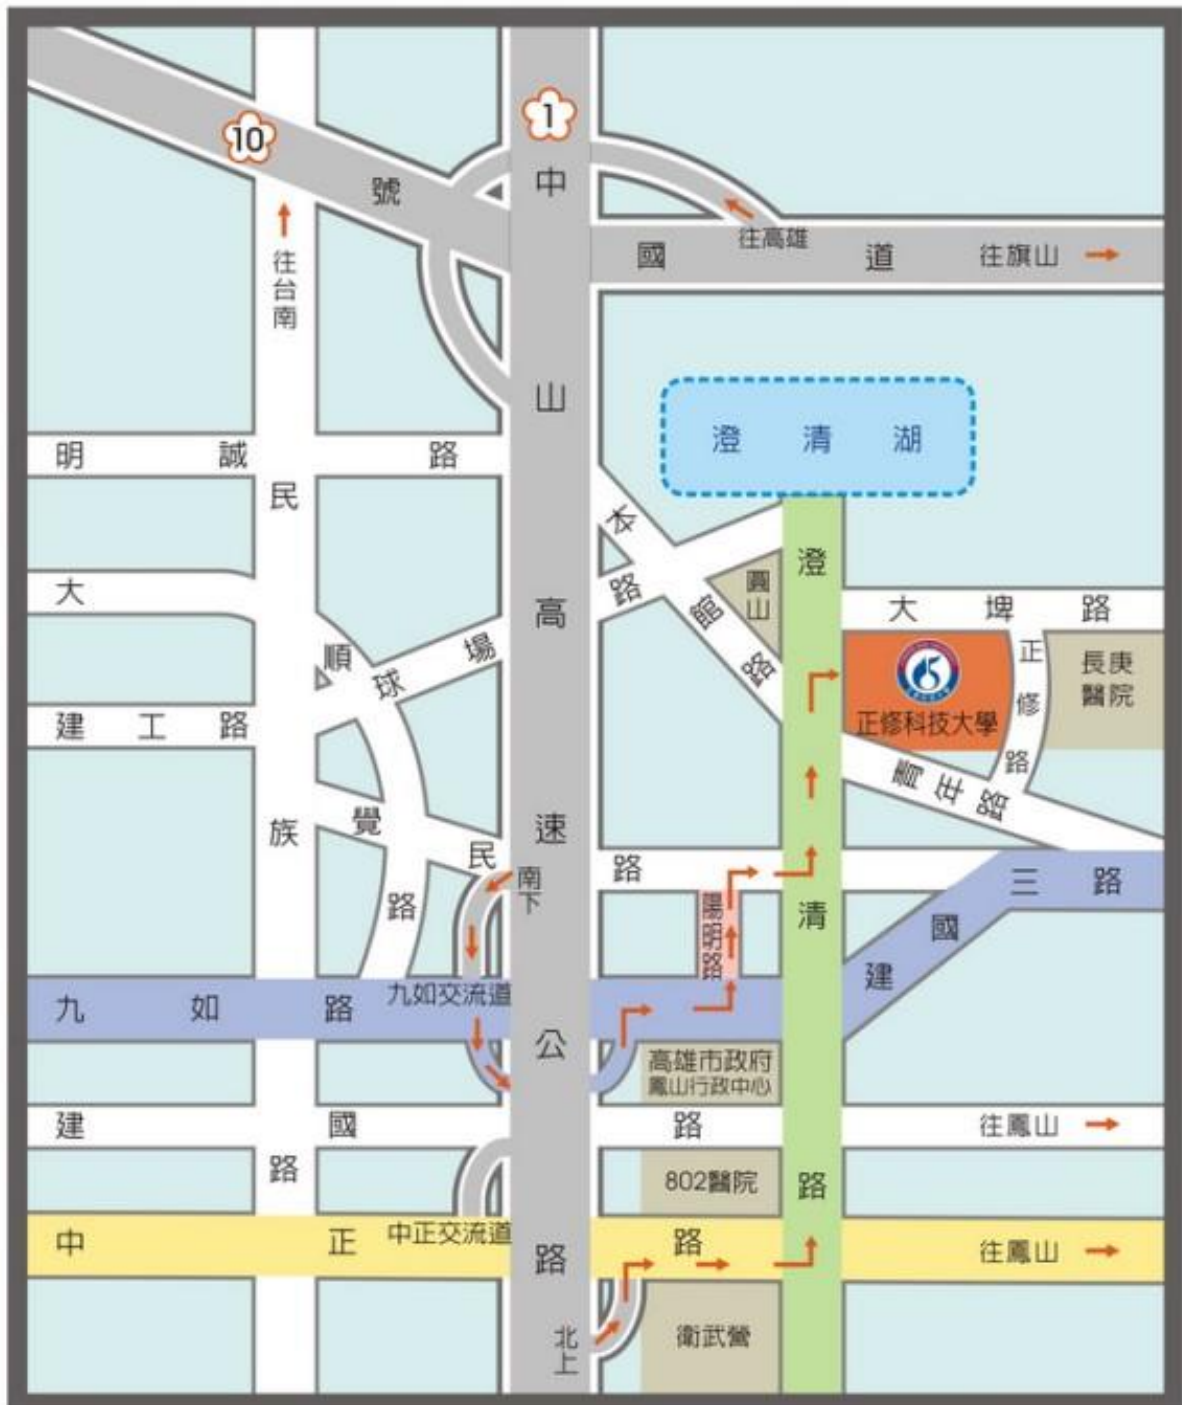 10
1
號
國道
往高雄
往旗山
往台南
中山高速公路
澄清湖
明誠路
民族路
本館路
球場路
大順路
圓山
澄清路
大埤路
正修科技大學
正修路
長庚
醫院
建工路
青年路
覺民路
南下
陽明路
建國三路
九如路
九如交流道
高雄市政府
鳳山行政中心
建國路
往鳳山
802醫院
中正路
中正交流道
往鳳山
北上
衛武營